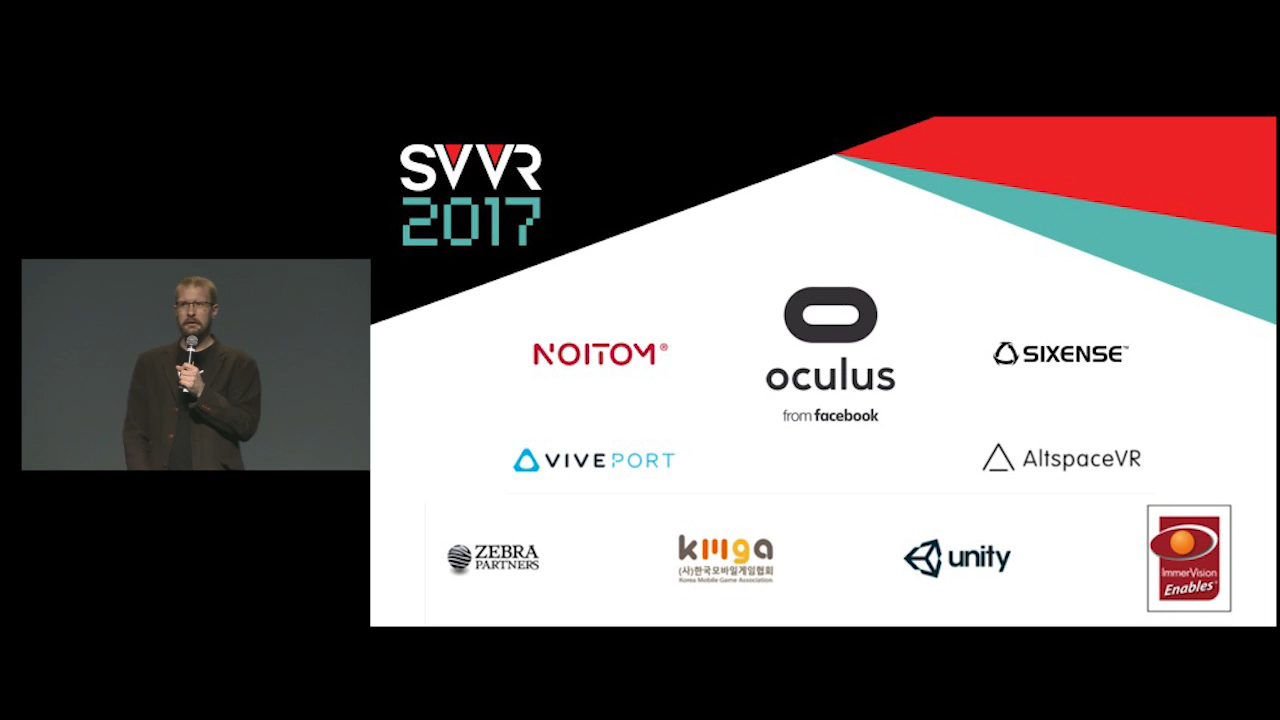 SVVR
2017
NOITOM®
oculus
from facebook
SIXENSE™
VIVEPORT
AltspaceVR
ZEBRA
PARTNERS
kmga
(사)한국모바일게임협회
Korea Mobile Game Association
unity
ImmerVision
Enables®